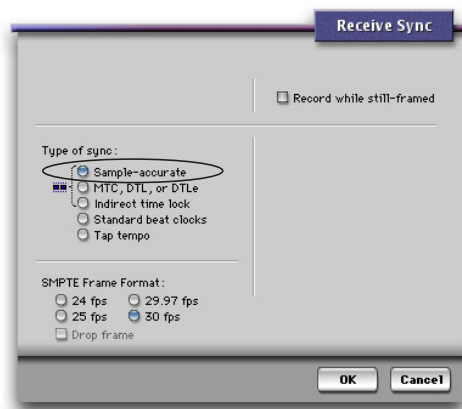 Receive Sync
Record while still-framed
Type of sync:
Sample-accurate
MTC, DTL, or DTLe
Indirect time lock
Standard beat clocks
Tap tempo
SMPTE Frame Format:
24 fps 29.97 fps
25 fps 30 fps
Drop frame
OK Cancel